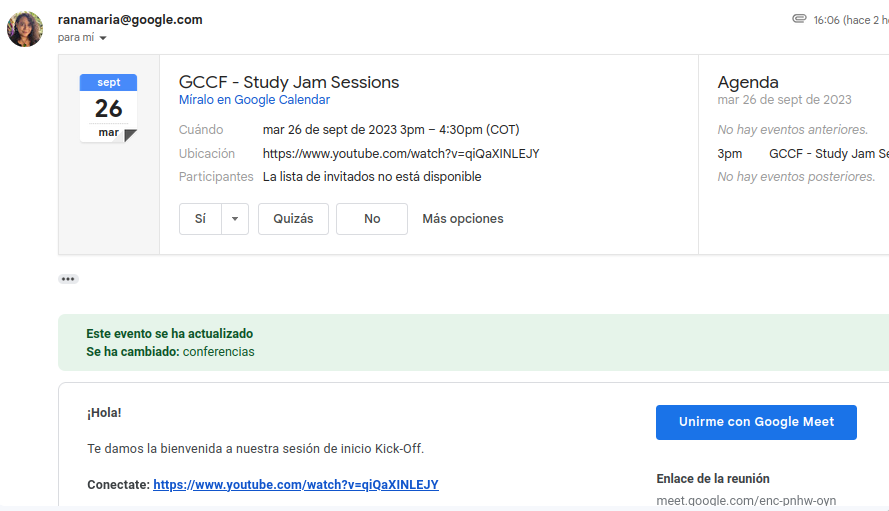 ranamaria@google.com
16:06 (hace 2 h
para mí
sept
26
mar
GCCF - Study Jam Sessions
Míralo en Google Calendar
Cuándo mar 26 de sept de 2023 3pm – 4:30pm (COT)
Ubicación https://www.youtube.com/watch?v=qiQaXINLEJY
Participantes La lista de invitados no está disponible
Sí Quizás No Más opciones
Agenda
mar 26 de sept de 2023
No hay eventos anteriores.
3pm GCCF - Study Jam Se
No hay eventos posteriores.
Este evento se ha actualizado
Se ha cambiado: conferencias
¡Hola!
Te damos la bienvenida a nuestra sesión de inicio Kick-Off.
Conectate: https://www.youtube.com/watch?v=qiQaXINLEJY
Unirme con Google Meet
Enlace de la reunión
meet.google.com/enc-pnhw-oyn